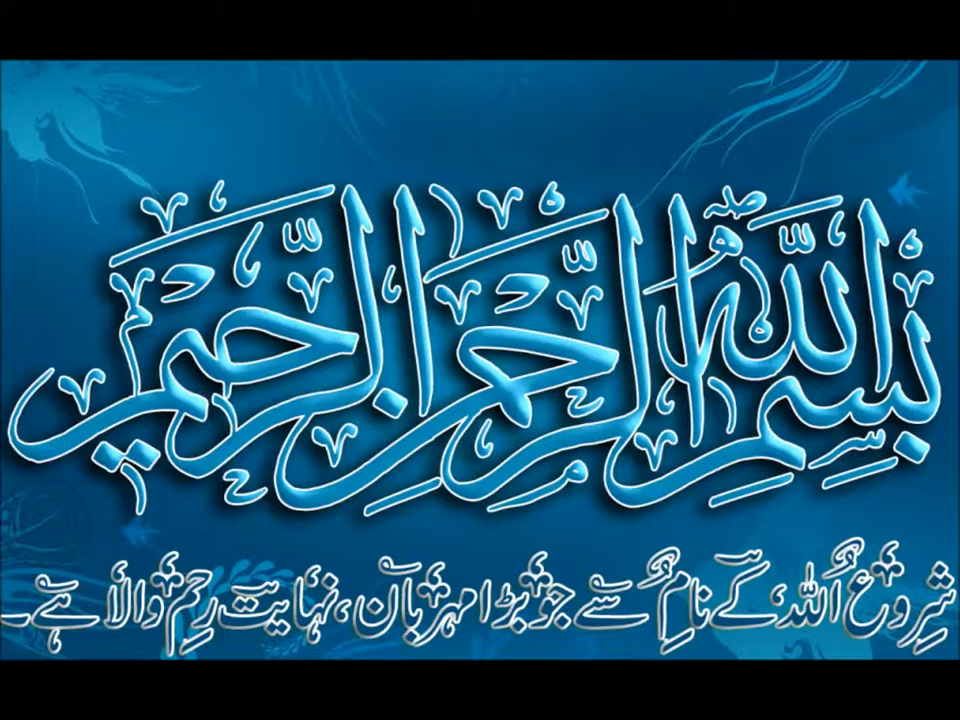 بِسْمِ اللّٰهِ الرَّحْمٰنِ الرَّحِيْمِ
شروع اللہ کے نام سے جو بڑا مہربان، نہایت رحم والا ہے۔